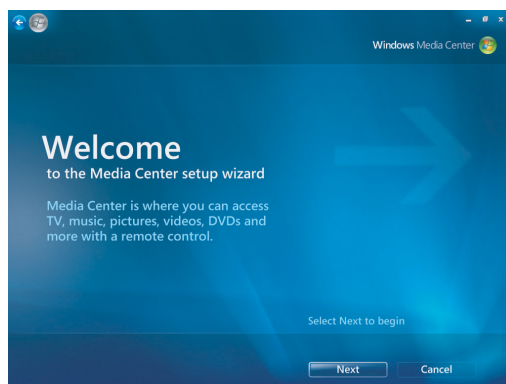 Windows Media Center
Welcome
to the Media Center setup wizard
Media Center is where you can access
TV, music, pictures, videos, DVDs and
more with a remote control.
Select Next to begin
Next Cancel